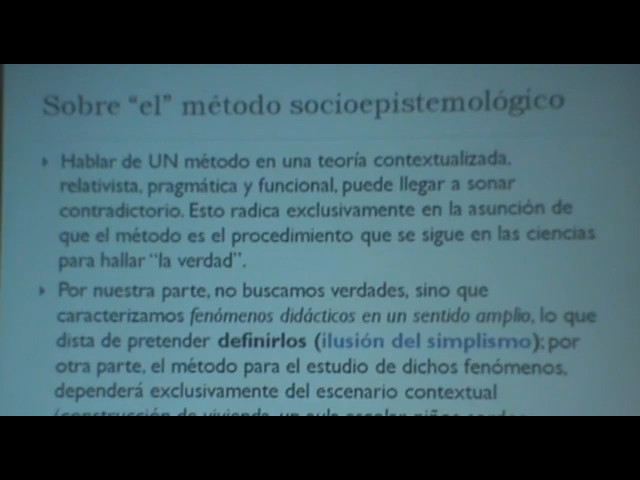 Sobre "el" método socioepistemológico
Hablar de UN método en una teoría contextualizada,
relativista, pragmática y funcional, puede llegar a sonar
contradictorio. Esto radica exclusivamente en la asunción de
que el método es el procedimiento que se sigue en las ciencias
para hallar "la verdad".
Por nuestra parte, no buscamos verdades, sino que
caracterizamos fenómenos didácticos en un sentido amplio, lo que
dista de pretender definirlos (ilusión del simplismo); por
otra parte, el método para el estudio de dichos fenómenos,
dependerá exclusivamente del escenario contextual